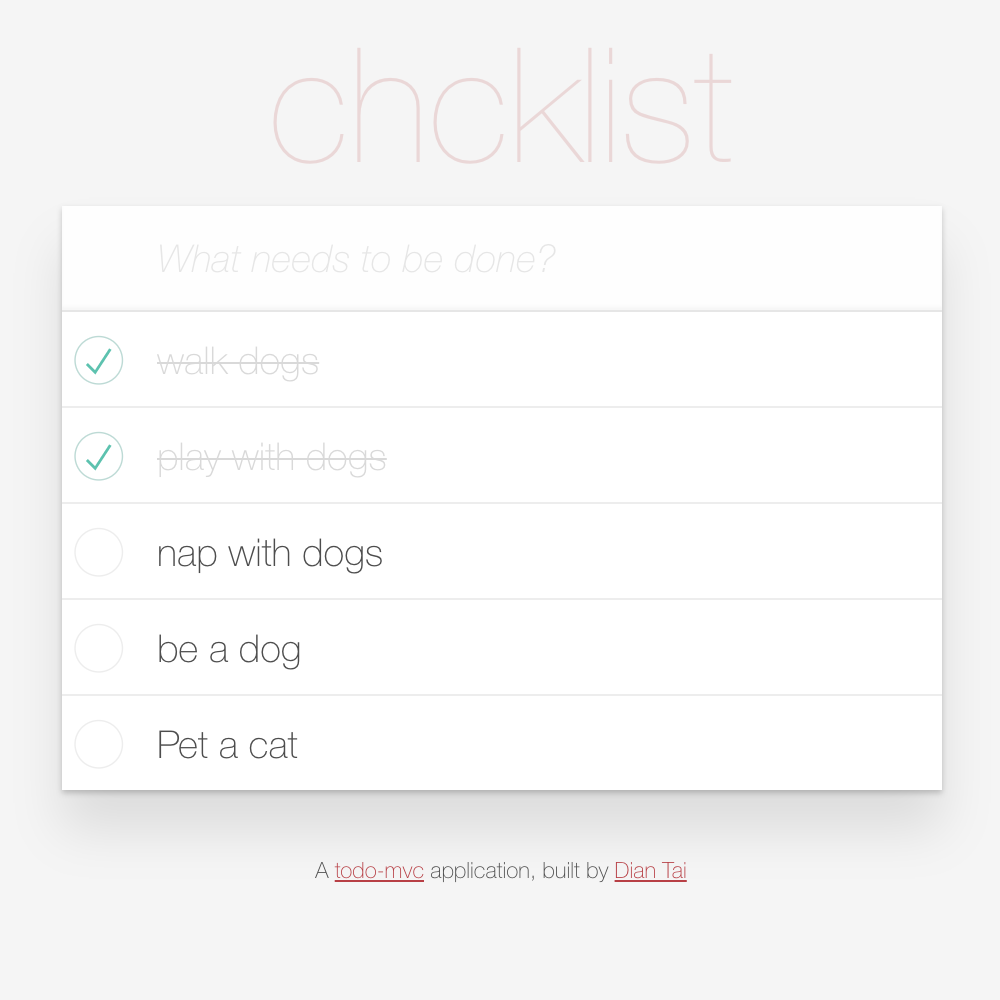 chcklist
What needs to be done?
walk dogs
play with dogs
nap with dogs
be a dog
Pet a cat
A todo-mvc application, built by Dian Tai